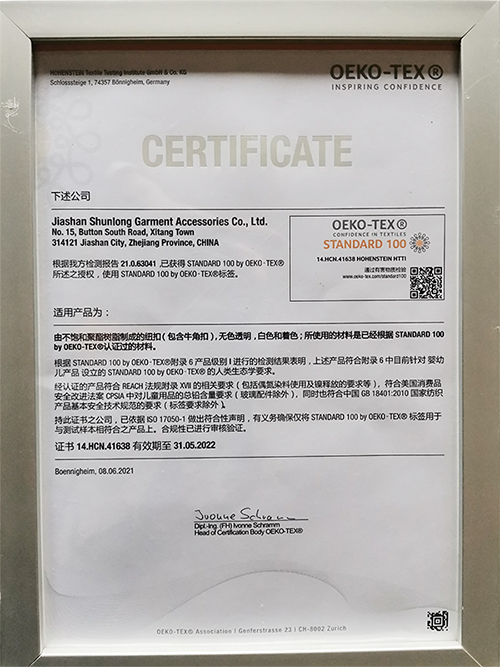 HOHENSTEIN Textile Testing Institute GmbH & Co. KG
Schlosssteige 1, 74357 Bönnigheim, Germany
OEKO-TEX®
INSPIRING CONFIDENCE
CERTIFICATE
下述公司
Jiashan Shunlong Garment Accessories Co., Ltd.
No. 15, Button South Road, Xitang Town
314121 Jiashan City, Zhejiang Province, CHINA
根据我方检测报告 21.0.63041 ,已获得 STANDARD 100 by OEKO-TEX®
所述之授权，使用 STANDARD 100 by OEKO-TEX®标签。
OEKO-TEX®
CONFIDENCE IN TEXTILES
STANDARD 100
14.HCN.41638 HOHENSTEIN HTTI
通过有害物质检验
www.oeko-tex.com/standard100
适用产品为：
由不饱和聚酯树脂制成的纽扣（包含牛角扣），无色透明，白色和着色；所使用的材料是已经根据 STANDARD 100
by OEKO-TEX®认证过的材料。
根据 STANDARD 100 by OEKO-TEX®附录 6 产品级别 I 进行的检测结果表明，上述产品符合附录 6 中目前针对 婴幼
儿产品 设立的 STANDARD 100 by OEKO-TEX® 的人类生态学要求。
经认证的产品符合 REACH 法规附录 XVII 的相关要求（包括偶氮染料使用及镍释放的要求等），符合美国消费品
安全改进法案 CPSIA 中对儿童用品的总铅含量要求（玻璃配件除外），同时也符合中国 GB 18401:2010 国家纺织
产品基本安全技术规范的要求（标签要求除外）。
持此证书之公司，已依据 ISO 17050-1 做出符合性声明，有义务确保仅将 STANDARD 100 by OEKO-TEX® 标签用于
与测试样本相符合之产品上。合规性已进行审核验证。
证书 14.HCN.41638 有效期至 31.05.2022
Boennigheim, 08.06.2021
Ivonne Schramm
Dipl.-Ing. (FH) Ivonne Schramm
Head of Certification Body OEKO-TEX®
OEKO-TEX® Association | Genferstrasse 23 | CH-8002 Zurich